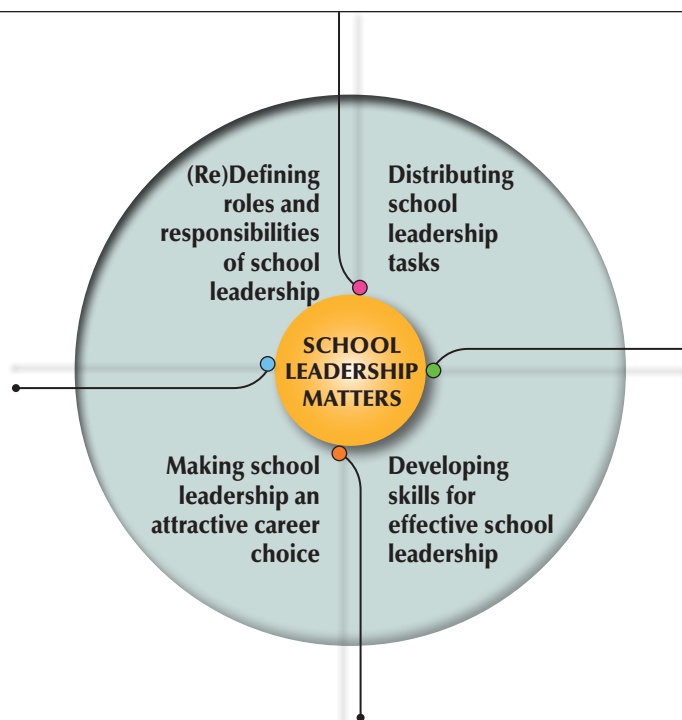 (Re)Defining
roles and
responsibilities
of school
leadership
Distributing
school
leadership
tasks
SCHOOL
LEADERSHIP
MATTERS
Making school
leadership an
attractive career
choice
Developing
skills for
effective school
leadership